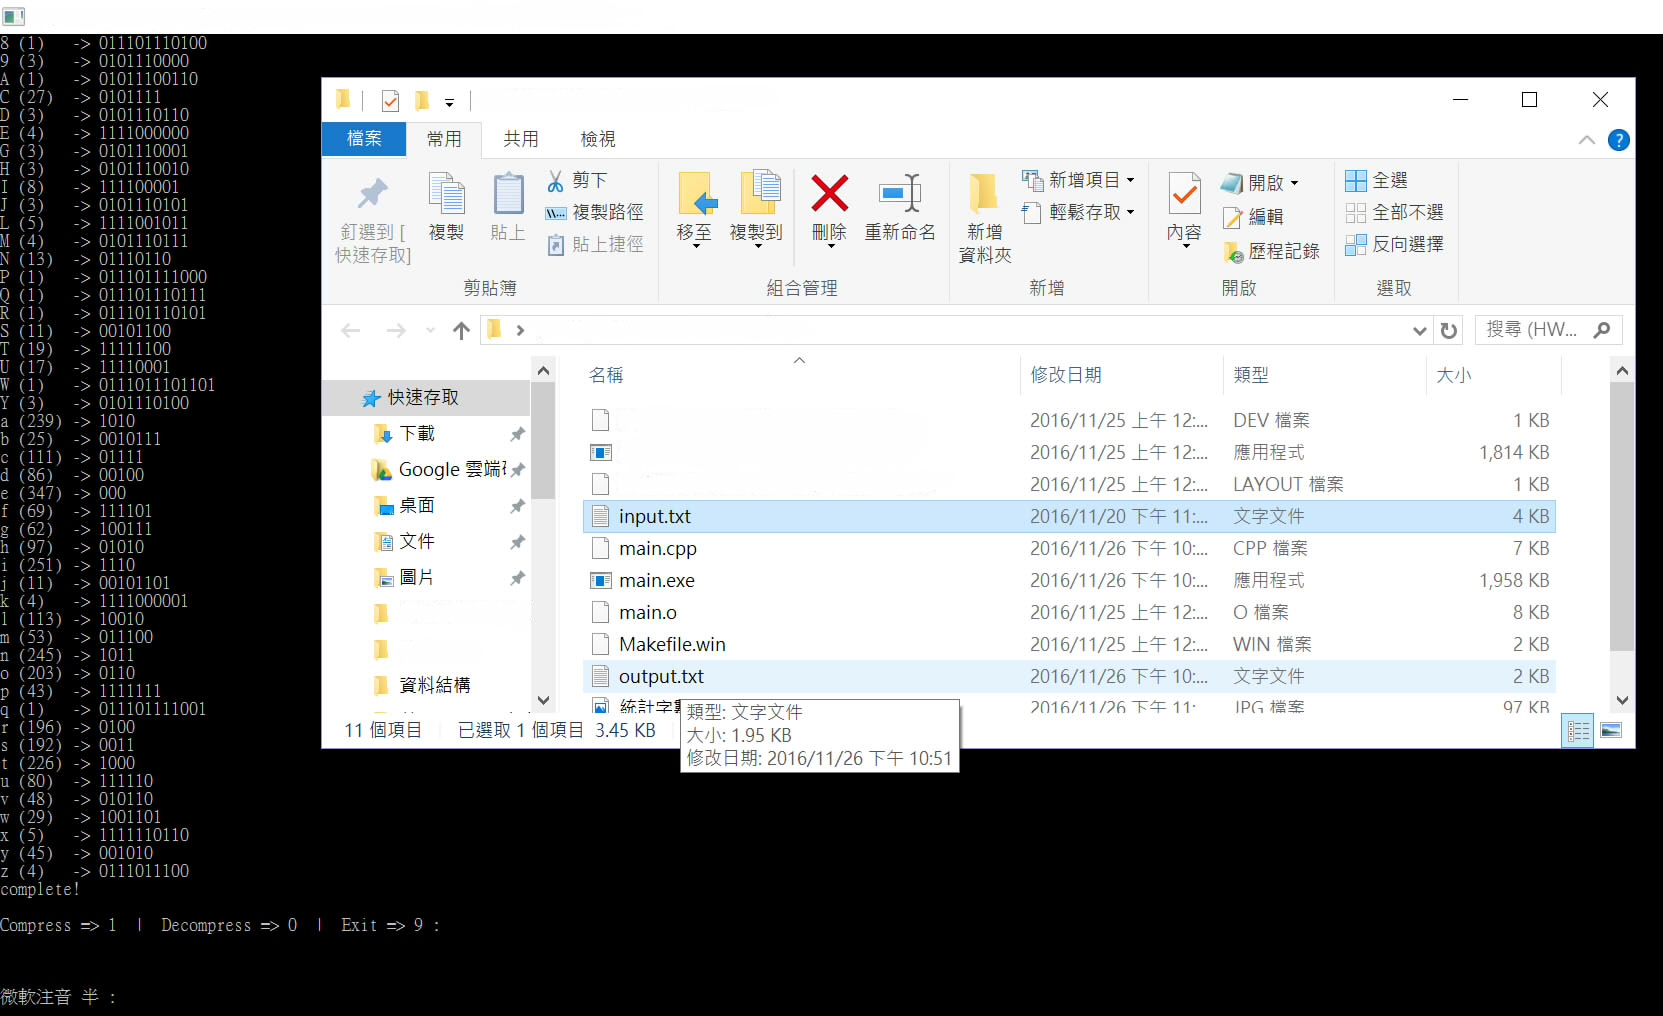 8 (1)   -> 011101110100
9 (3)   -> 0101110000
A (1)   -> 01011100110
C (27)  -> 0101111
D (3)   -> 0101110110
E (4)   -> 1111000000
G (3)   -> 0101110001
H (3)   -> 0101110010
I (8)   -> 111100001
J (3)   -> 0101110101
L (5)   -> 1111001011
M (4)   -> 0101110111
N (13)  -> 01110110
P (1)   -> 011101111000
Q (1)   -> 011101110111
R (1)   -> 011101110101
S (11)  -> 00101100
T (19)  -> 11111100
U (17)  -> 11110001
W (1)   -> 0111011101101
Y (3)   -> 0101110100
a (239) -> 1010
b (25)  -> 0010111
c (111) -> 01111
d (86)  -> 00100
e (347) -> 000
f (69)  -> 111101
g (62)  -> 100111
h (97)  -> 01010
i (251) -> 1110
j (11)  -> 00101101
k (4)   -> 1111000001
l (113) -> 10010
m (53)  -> 011100
n (245) -> 1011
o (203) -> 0110
p (43)  -> 1111111
q (1)   -> 011101111001
r (196) -> 0100
s (192) -> 0011
t (226) -> 1000
u (80)  -> 111110
v (48)  -> 010110
w (29)  -> 1001101
x (5)   -> 1111110110
y (45)  -> 001010
z (4)   -> 0111011100
complete!
Compress => 1  |  Decompress => 0  |  Exit => 9 :
微軟注音 半 :
檔案 常用 共用 檢視
釘選到 [
快速存取]
複製
貼上
剪下
複製路徑
貼上捷徑
剪貼簿
移至
複製到
刪除
重新命名
組合管理
新增
資料夾
新增項目
輕鬆存取
新增
內容
開啟
編輯
歷程記錄
開啟
全選
全部不選
反向選擇
選取
搜尋 (HW...
快速存取
下載
Google 雲端
桌面
文件
圖片
資料結構
名稱 修改日期 類型 大小
2016/11/25 上午 12:... DEV 檔案 1 KB
2016/11/25 上午 12:... 應用程式 1,814 KB
2016/11/25 上午 12:... LAYOUT 檔案 1 KB
input.txt 2016/11/20 下午 11:... 文字文件 4 KB
main.cpp 2016/11/26 下午 10:... CPP 檔案 7 KB
main.exe 2016/11/26 下午 10:... 應用程式 1,958 KB
main.o 2016/11/25 上午 12:... O 檔案 8 KB
Makefile.win 2016/11/25 上午 12:... WIN 檔案 2 KB
output.txt 2016/11/26 下午 10:... 文字文件 2 KB
統計字數 2016/11/26 下午 11:... JPG 檔案 97 KB
類型: 文字文件
大小: 1.95 KB
修改日期: 2016/11/26 下午 10:51
11 個項目 已選取 1 個項目 3.45 KB